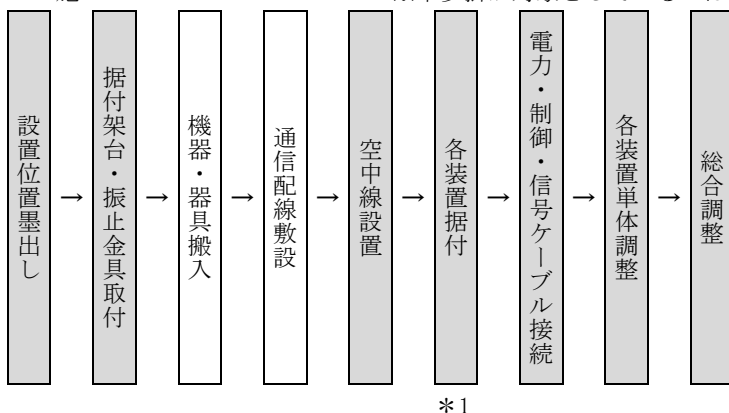 設置位置墨出し
→
据付架台・振止金具取付
→
機器・器具搬入
→
通信配線敷設
→
空中線設置
→
各装置据付
→
電力・制御・信号ケーブル接続
→
各装置単体調整
→
総合調整
*1